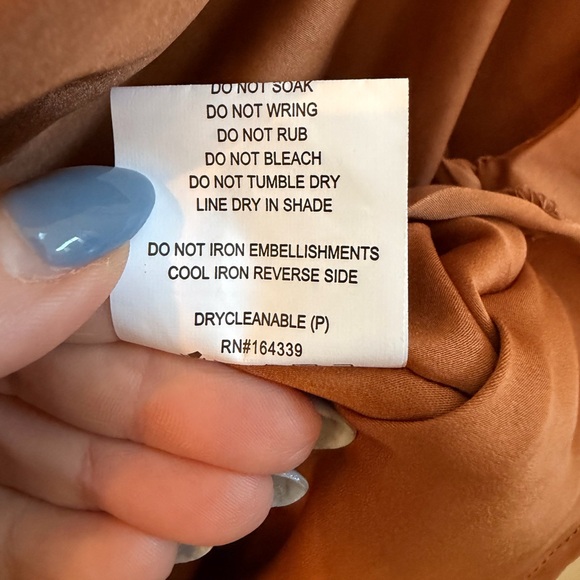 DO NOT SOAK
DO NOT WRING
DO NOT RUB
DO NOT BLEACH
DO NOT TUMBLE DRY
LINE DRY IN SHADE
DO NOT IRON EMBELLISHMENTS
COOL IRON REVERSE SIDE
DRYCLEANABLE (P)
RN#164339